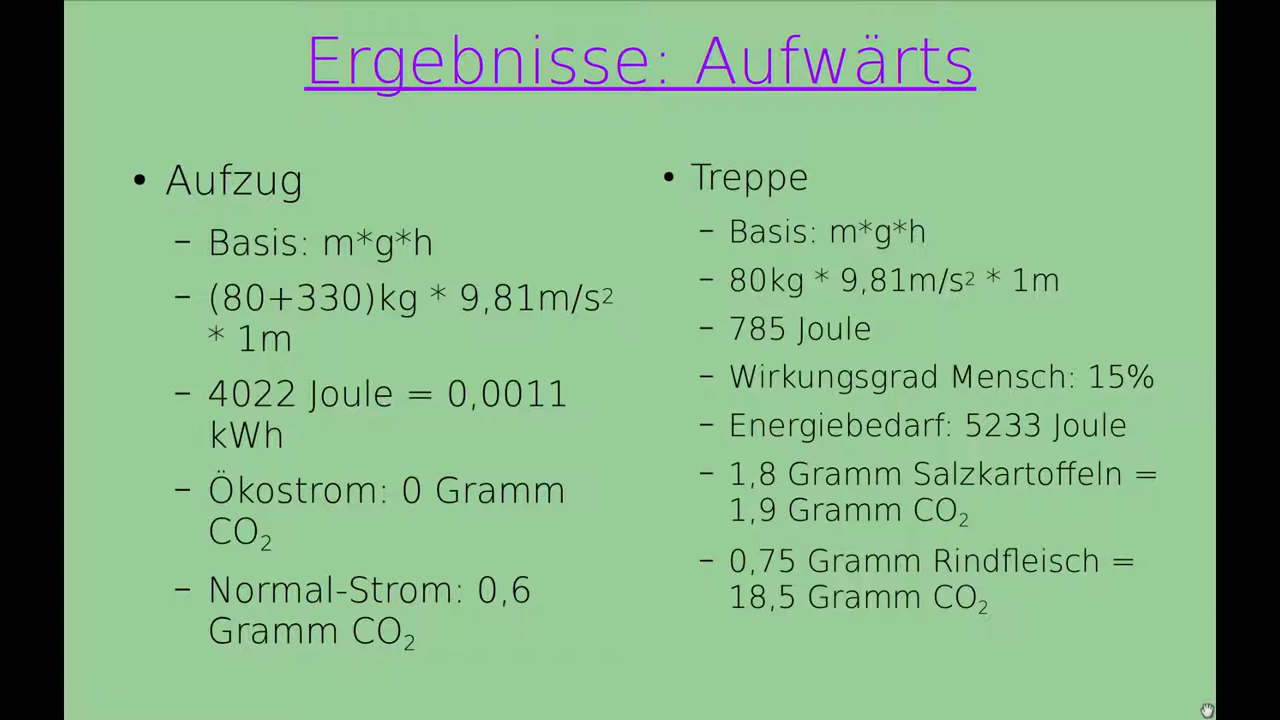 Ergebnisse: Aufwärts
• Aufzug
– Basis: m*g*h
– (80+330)kg * 9,81m/s²
* 1m
– 4022 Joule = 0,0011
kWh
– Ökostrom: 0 Gramm
CO₂
– Normal-Strom: 0,6
Gramm CO₂
• Treppe
– Basis: m*g*h
– 80kg * 9,81m/s² * 1m
– 785 Joule
– Wirkungsgrad Mensch: 15%
– Energiebedarf: 5233 Joule
– 1,8 Gramm Salzkartoffeln =
1,9 Gramm CO₂
– 0,75 Gramm Rindfleisch =
18,5 Gramm CO₂